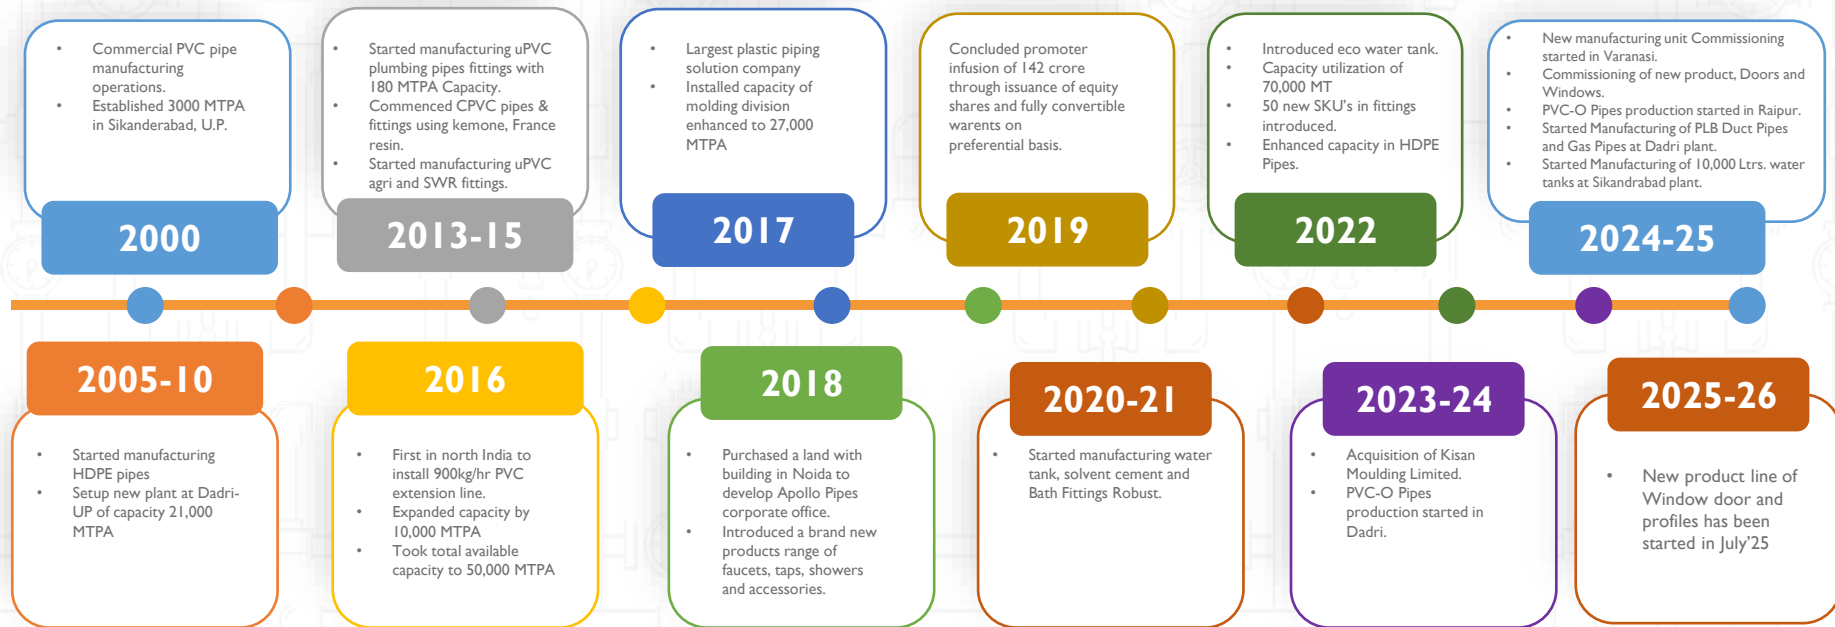 • Commercial PVC pipe
manufacturing
operations.
• Established 3000 MTPA
in Sikanderabad, U.P.
2000
• Started manufacturing uPVC
plumbing pipes fittings with
180 MTPA Capacity.
• Commenced CPVC pipes &
fittings using kemone, France
resin.
• Started manufacturing uPVC
agri and SWR fittings.
2013-15
• Largest plastic piping
solution company
• Installed capacity of
molding division
enhanced to 27,000
MTPA
2017
Concluded promoter
infusion of 142 crore
through issuance of equity
shares and fully convertible
warents on
preferential basis.
2019
• Introduced eco water tank.
• Capacity utilization of
70,000 MT
• 50 new SKU's in fittings
introduced.
• Enhanced capacity in HDPE
Pipes.
2022
• New manufacturing unit Commissioning
started in Varanasi.
• Commissioning of new product, Doors and
Windows.
• PVC-O Pipes production started in Raipur.
• Started Manufacturing of PLB Duct Pipes
and Gas Pipes at Dadri plant.
• Started Manufacturing of 10,000 Ltrs. water
tanks at Sikandrabad plant.
2024-25
2005-10
• Started manufacturing
HDPE pipes
• Setup new plant at Dadri-
UP of capacity 21,000
MTPA
2016
• First in north India to
install 900kg/hr PVC
extension line.
• Expanded capacity by
10,000 MTPA
• Took total available
capacity to 50,000 MTPA
2018
• Purchased a land with
building in Noida to
develop Apollo Pipes
corporate office.
• Introduced a brand new
products range of
faucets, taps, showers
and accessories.
2020-21
• Started manufacturing water
tank, solvent cement and
Bath Fittings Robust.
2023-24
• Acquisition of Kisan
Moulding Limited.
• PVC-O Pipes
production started in
Dadri.
2025-26
• New product line of
Window door and
profiles has been
started in July'25